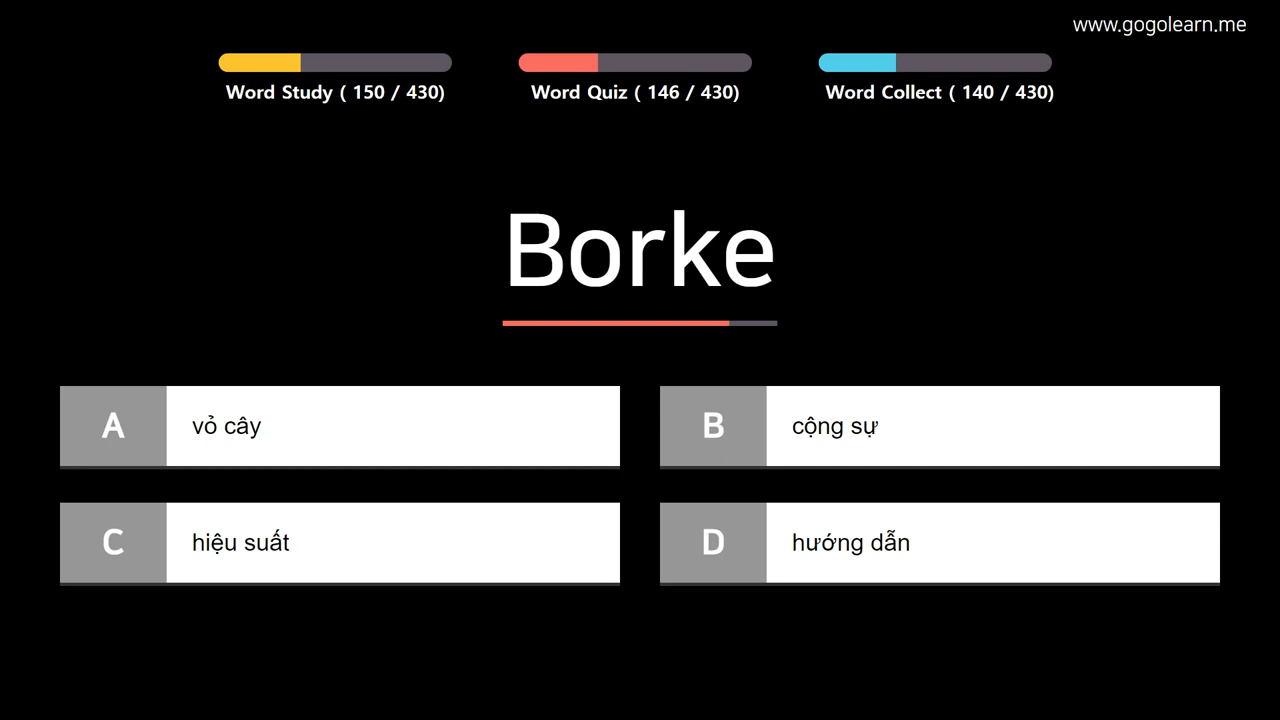 www.gogolearn.me
Word Study ( 150 / 430)
Word Quiz ( 146 / 430)
Word Collect ( 140 / 430)
Borke
A
vỏ cây
B
cộng sự
C
hiệu suất
D
hướng dẫn